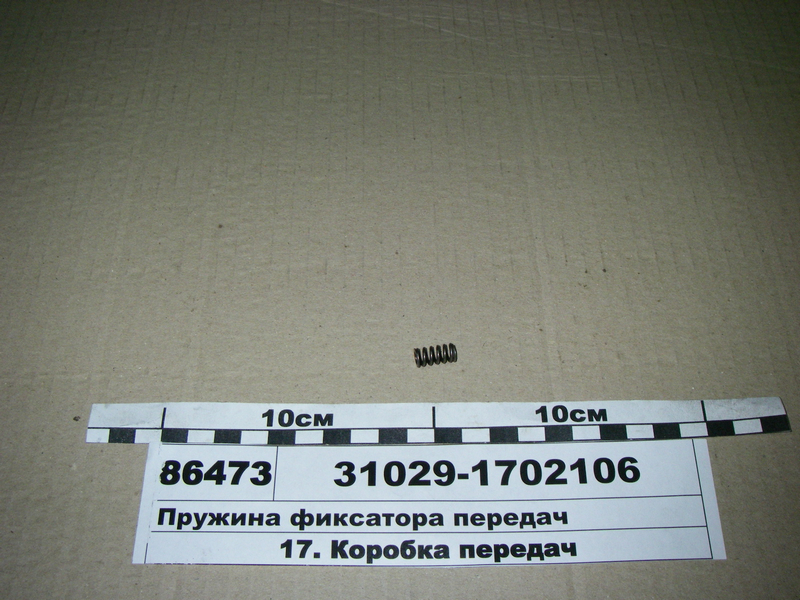 10см 10см
86473 31029-1702106
Пружина фиксатора передач
17. Коробка передач